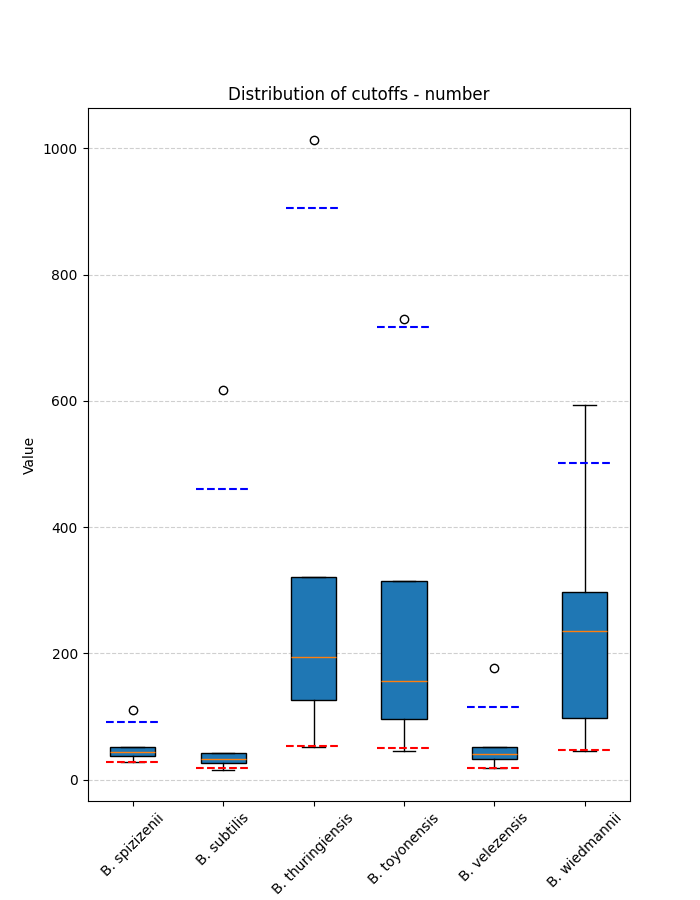 Distribution of cutoffs - number
1000
800
600
400
200
0
Value
B. spizizenii
B. subtilis
B. thuringiensis
B. toyonensis
B. velezensis
B. wiedmannii